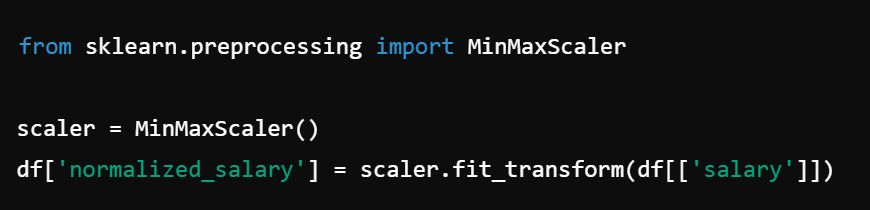 from sklearn.preprocessing import MinMaxScaler
scaler = MinMaxScaler()
df['normalized_salary'] = scaler.fit_transform(df[['salary']])